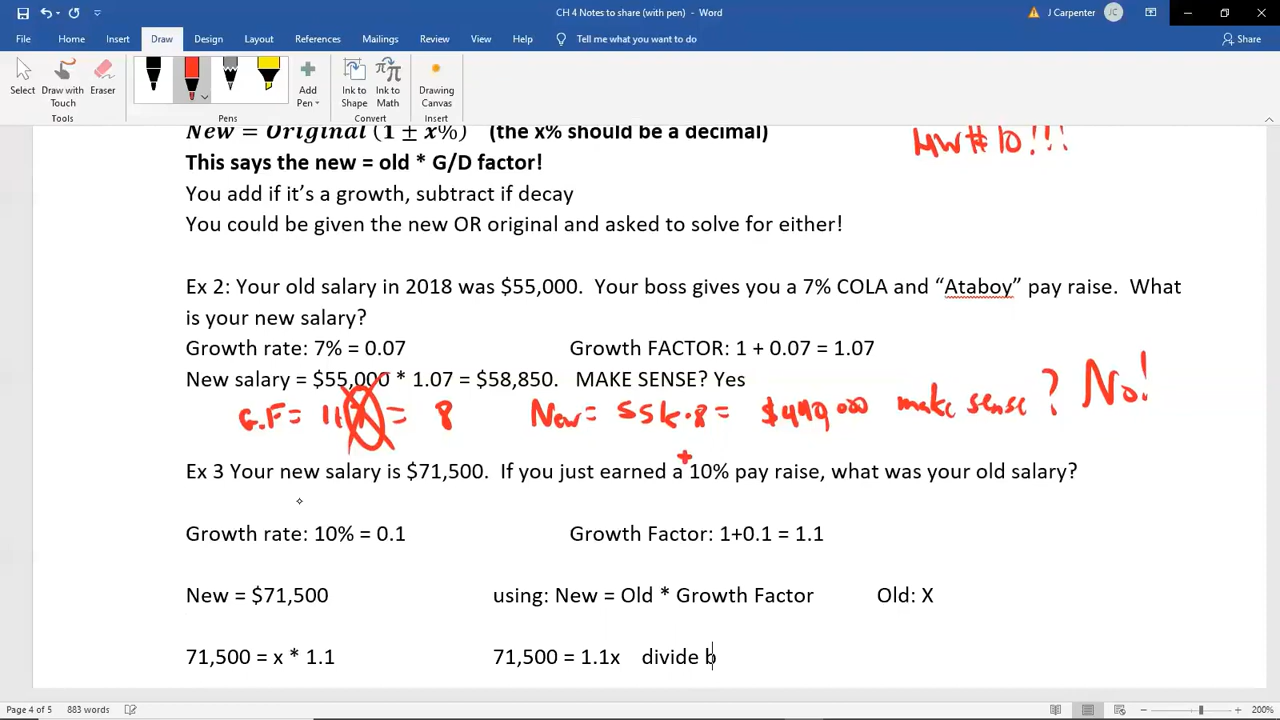 CH 4 Notes to share (with pen) - Word
J Carpenter JC
File Home Insert Draw Design Layout References Mailings Review View Help Tell me what you want to do Share
Select Draw with Touch Eraser Add Pen Ink to Shape Ink to Math Drawing Canvas
Tools Pens Convert Insert
New = Original (1 ± x%) (the x% should be a decimal)
HW # 10!!!
This says the new = old * G/D factor!
You add if it's a growth, subtract if decay
You could be given the new OR original and asked to solve for either!
Ex 2: Your old salary in 2018 was $55,000. Your boss gives you a 7% COLA and “Ataboy” pay raise. What
is your new salary?
Growth rate: 7% = 0.07 Growth FACTOR: 1 + 0.07 = 1.07
New salary = $55,000 * 1.07 = $58,850. MAKE SENSE? Yes
G.F = = 8 New = 55k·8 = make sense? No!
+
Ex 3 Your new salary is $71,500. If you just earned a 10% pay raise, what was your old salary?
Growth rate: 10% = 0.1 Growth Factor: 1+0.1 = 1.1
New = $71,500 using: New = Old * Growth Factor Old: X
71,500 = x * 1.1 71,500 = 1.1x divide b
Page 4 of 5 883 words 200%